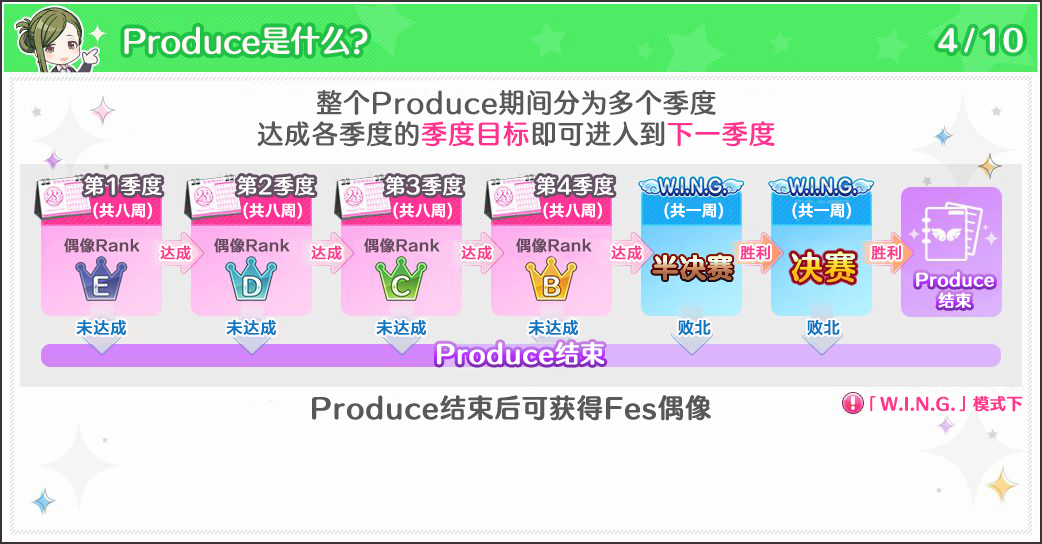 Produce是什么?
4/10
整个Produce期间分为多个季度
达成各季度的季度目标即可进入到下一季度
第1季度
(共八周)
偶像Rank
E
达成
未达成
第2季度
(共八周)
偶像Rank
D
达成
未达成
第3季度
(共八周)
偶像Rank
C
达成
未达成
第4季度
(共八周)
偶像Rank
B
达成
未达成
W.I.N.G.
(共一周)
半决赛
胜利
败北
W.I.N.G.
(共一周)
决赛
胜利
败北
Produce
结束
Produce结束
Produce结束后可获得Fes偶像
「W.I.N.G.」模式下